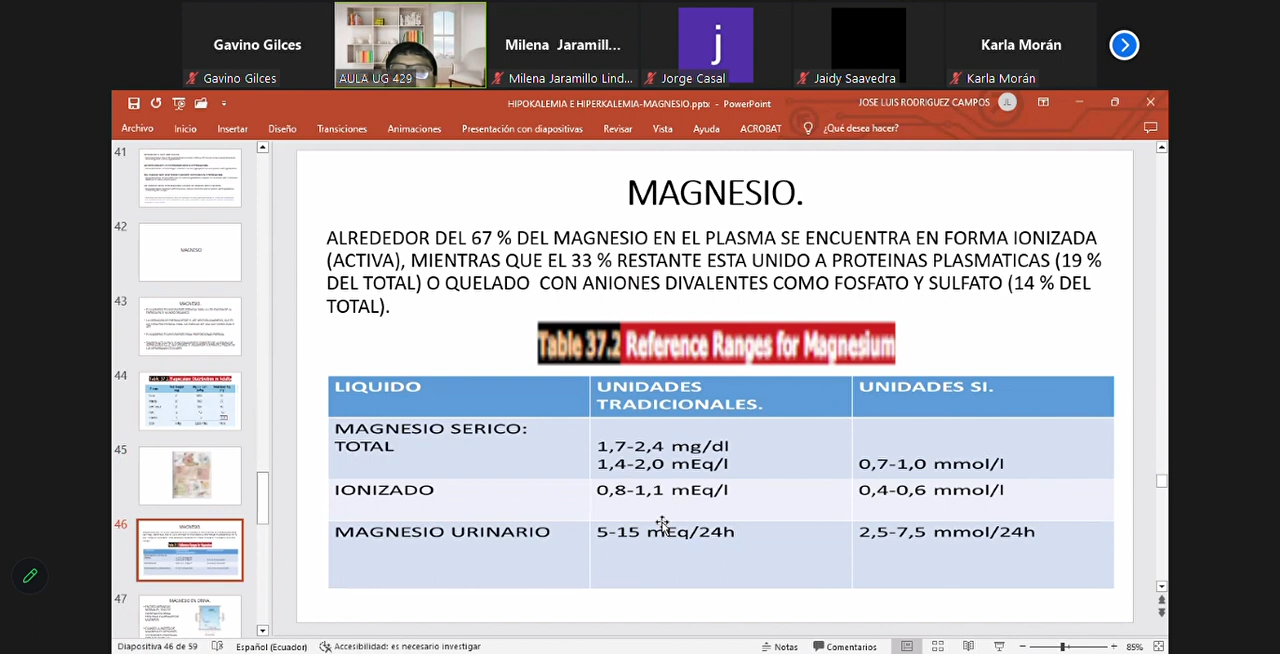 Gavino Gilces
Gavino Gilces
AULA UG 429
Milena Jaramill...
Milena Jaramillo Lind...
j
Jorge Casal
Jaidy Saavedra
Karla Morán
Karla Morán
HIPOKALEMIA E HIPERKALEMIA-MAGNESIO.pptx - PowerPoint
JOSE LUIS RODRIGUEZ CAMPOS
JL
Archivo Inicio Insertar Diseño Transiciones Animaciones Presentación con diapositivas Revisar Vista Ayuda ACROBAT ¿Qué desea hacer?
41
42
MAGNESIO
43
MAGNESIO.
44
45
46
MAGNESIO.
47
MAGNESIO.
ALREDEDOR DEL 67 % DEL MAGNESIO EN EL PLASMA SE ENCUENTRA EN FORMA IONIZADA
(ACTIVA), MIENTRAS QUE EL 33 % RESTANTE ESTA UNIDO A PROTEINAS PLASMATICAS (19 %
DEL TOTAL) O QUELADO CON ANIONES DIVALENTES COMO FOSFATO Y SULFATO (14 % DEL
TOTAL).
Table 37.2 Reference Ranges for Magnesium
LIQUIDO
UNIDADES
TRADICIONALES.
UNIDADES SI.
MAGNESIO SERICO:
TOTAL
1,7-2,4 mg/dl
1,4-2,0 mEq/l
0,7-1,0 mmol/l
IONIZADO
0,8-1,1 mEq/l
0,4-0,6 mmol/l
MAGNESIO URINARIO
5-15 mEq/24h
2,5-7,5 mmol/24h
Diapositiva 46 de 59 Español (Ecuador) Accesibilidad: es necesario investigar Notas Comentarios 85%